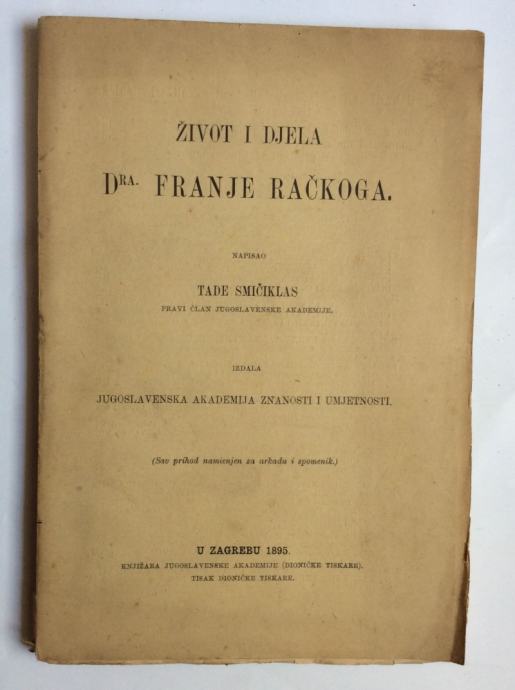 ŽIVOT I DJELA
DRA. FRANJE RAČKOGA.
NAPISAO
TADE SMIČIKLAS
PRAVI ČLAN JUGOSLAVENSKE AKADEMIJE.
IZDALA
JUGOSLAVENSKA AKADEMIJA ZNANOSTI I UMJETNOSTI.
(Sav prihod namienjen za arkadu i spomenik.)
U ZAGREBU 1895.
KNJIŽARA JUGOSLAVENSKE AKADEMIJE (DIONIČKE TISKARE).
TISAK DIONIČKE TISKARE.